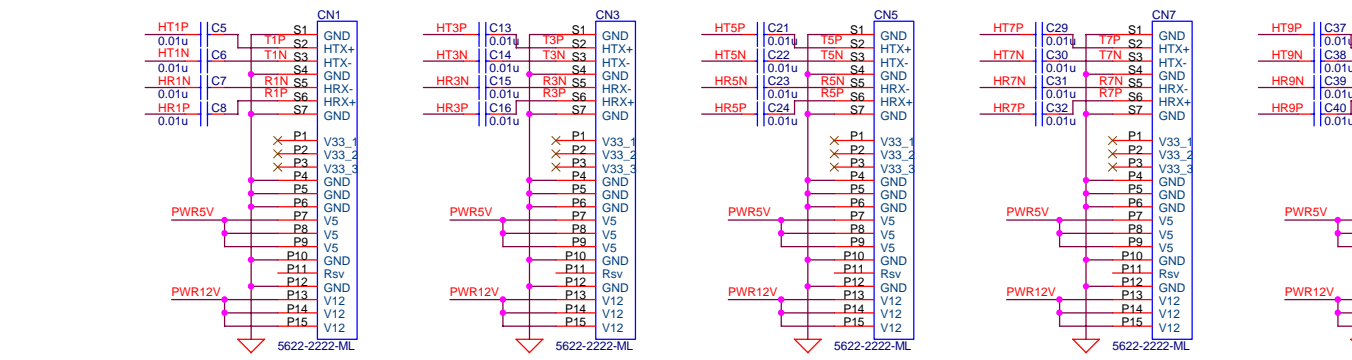 CN1 CN3 CN5 CN7
HT1P C5 S1 GND HT3P C13 S1 GND HT5P C21 S1 GND HT7P C29 S1 GND HT9P C37
0.01u T1P S2 HTX+ 0.01u T3P S2 HTX+ 0.01u T5P S2 HTX+ 0.01u T7P S2 HTX+ 0.01u
HT1N C6 T1N S3 HTX- HT3N C14 T3N S3 HTX- HT5N C22 T5N S3 HTX- HT7N C30 T7N S3 HTX- HT9N C38
0.01u S4 GND 0.01u S4 GND 0.01u S4 GND 0.01u S4 GND 0.01u
HR1N C7 R1N S5 HRX- HR3N C15 R3N S5 HRX- HR5N C23 R5N S5 HRX- HR7N C31 R7N S5 HRX- HR9N C39
0.01u R1P S6 HRX+ 0.01u R3P S6 HRX+ 0.01u R5P S6 HRX+ 0.01u R7P S6 HRX+ 0.01u
HR1P C8 S7 GND HR3P C16 S7 GND HR5P C24 S7 GND HR7P C32 S7 GND HR9P C40
0.01u 0.01u 0.01u 0.01u 0.01u
P1 V33_1 P1 V33_1 P1 V33_1 P1 V33_1
P2 V33_2 P2 V33_2 P2 V33_2 P2 V33_2
P3 V33_3 P3 V33_3 P3 V33_3 P3 V33_3
P4 GND P4 GND P4 GND P4 GND
P5 GND P5 GND P5 GND P5 GND
P6 GND P6 GND P6 GND P6 GND
PWR5V P7 V5 PWR5V P7 V5 PWR5V P7 V5 PWR5V P7 V5 PWR5V
P8 V5 P8 V5 P8 V5 P8 V5
P9 V5 P9 V5 P9 V5 P9 V5
P10 GND P10 GND P10 GND P10 GND
P11 Rsv P11 Rsv P11 Rsv P11 Rsv
P12 GND P12 GND P12 GND P12 GND
PWR12V P13 V12 PWR12V P13 V12 PWR12V P13 V12 PWR12V P13 V12 PWR12V
P14 V12 P14 V12 P14 V12 P14 V12
P15 V12 P15 V12 P15 V12 P15 V12
5622-2222-ML 5622-2222-ML 5622-2222-ML 5622-2222-ML